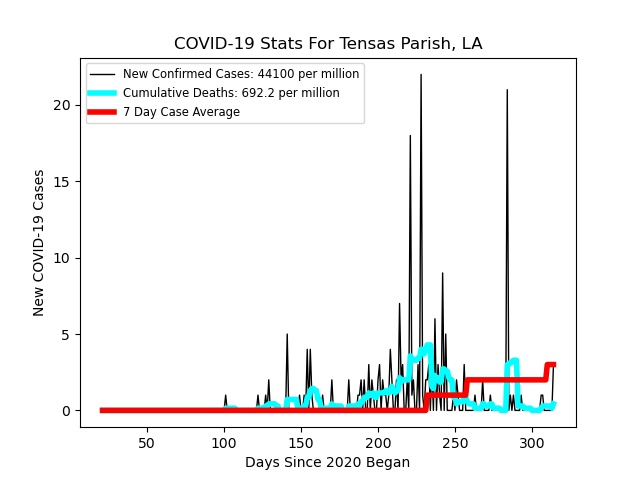 COVID-19 Stats For Tensas Parish, LA
New Confirmed Cases: 44100 per million
Cumulative Deaths: 692.2 per million
7 Day Case Average
New COVID-19 Cases
20
15
10
5
0
50 100 150 200 250 300
Days Since 2020 Began